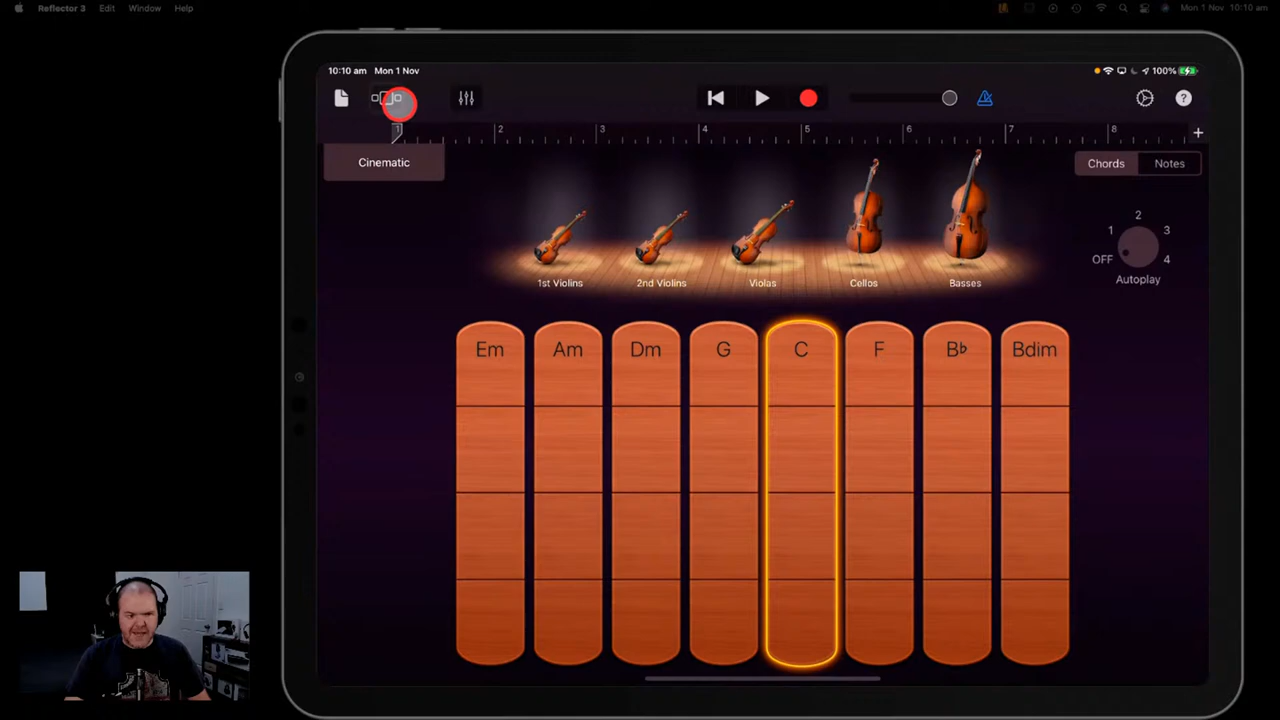 Reflector 3 Edit Window Help
Mon 1 Nov 10:10 am
10:10 am Mon 1 Nov
100%
?
1 2 3 4 5 6 7 8 +
Cinematic
Chords Notes
2
1 3
OFF 4
Autoplay
1st Violins 2nd Violins Violas Cellos Basses
Em Am Dm G C F B♭ Bdim